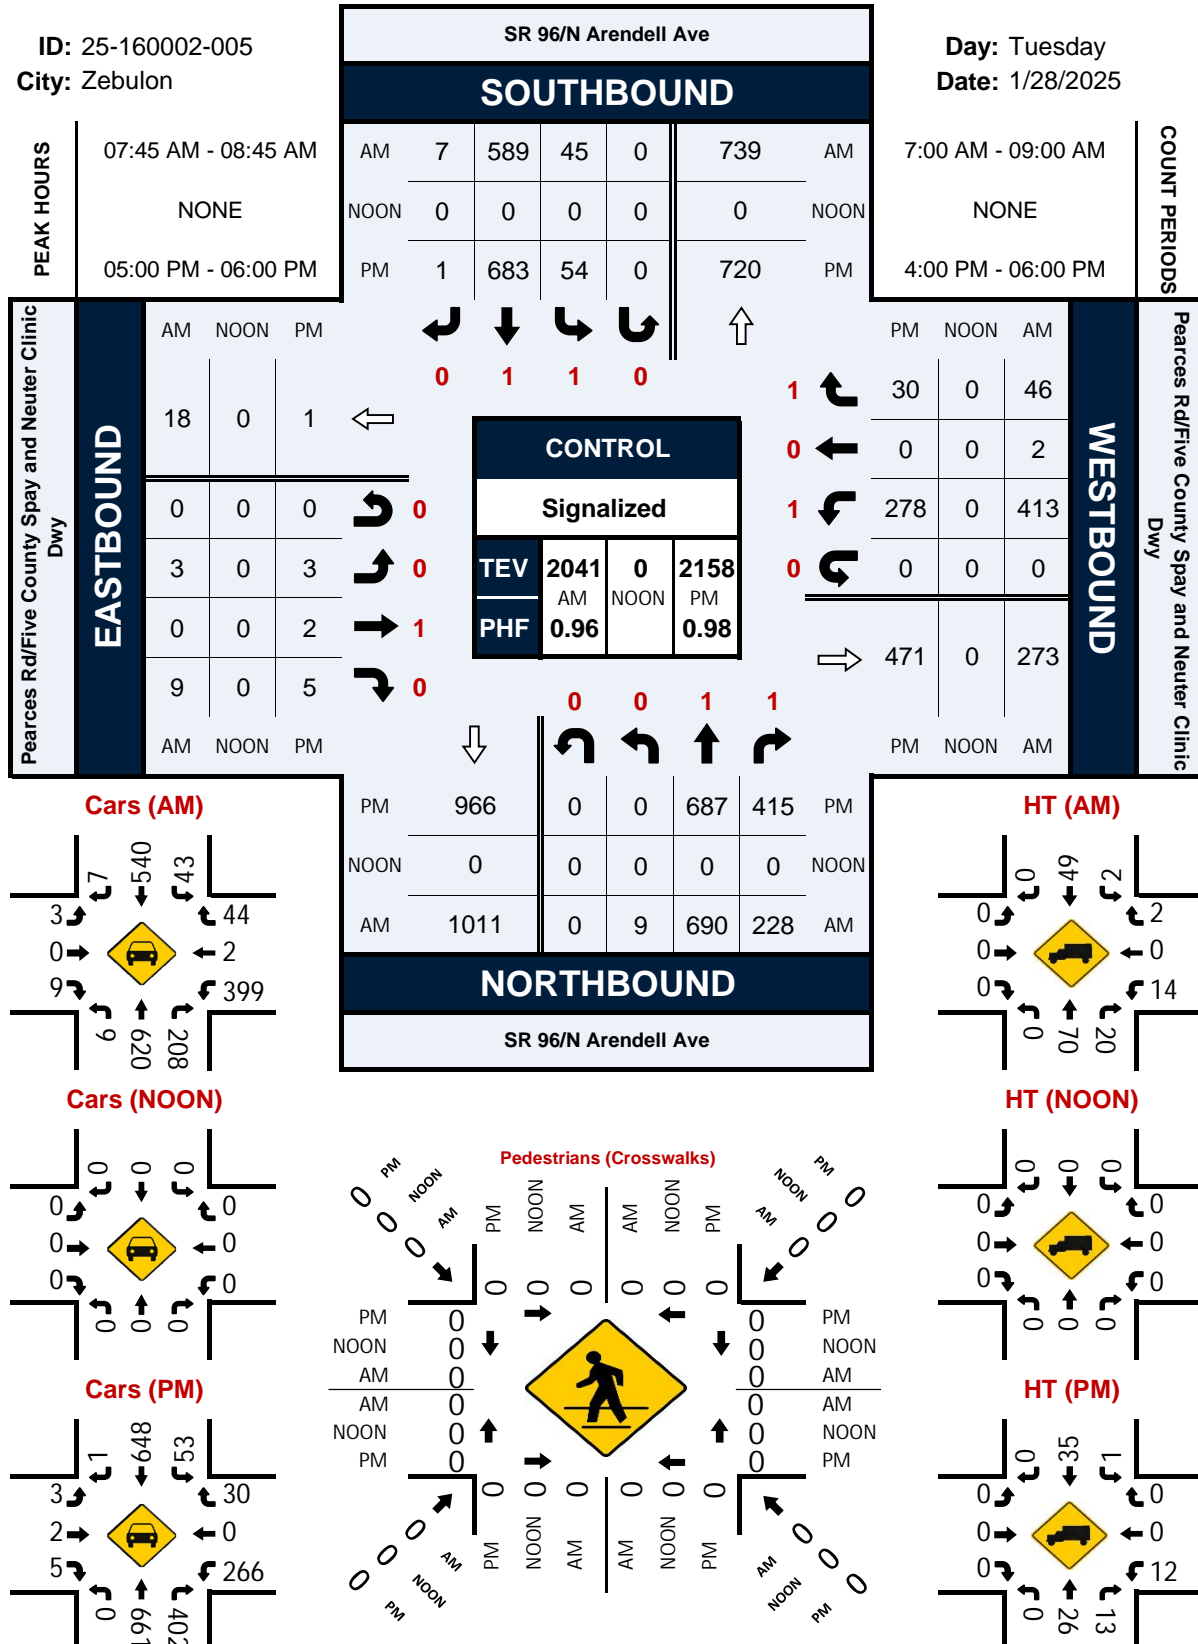 SR 96/N Arendell Ave
ID: 25-160002-005
City: Zebulon
Day: Tuesday
Date: 1/28/2025
SOUTHBOUND
PEAK HOURS
07:45 AM - 08:45 AM
NONE
05:00 PM - 06:00 PM
AM 7 589 45 0 739 AM
NOON 0 0 0 0 0 NOON
PM 1 683 54 0 720 PM
7:00 AM - 09:00 AM
NONE
4:00 PM - 06:00 PM
COUNT PERIODS
0 1 1 0
Pearces Rd/Five County Spay and Neuter Clinic
Dwy
EASTBOUND
AM NOON PM
18 0 1
0 0 0 0
3 0 3 0
0 0 2 1
9 0 5 0
AM NOON PM
CONTROL
Signalized
TEV 2041 0 2158
AM NOON PM
PHF 0.96 0.98
PM NOON AM
1 30 0 46
0 0 0 2
1 278 0 413
0 0 0 0
471 0 273
PM NOON AM
WESTBOUND
Pearces Rd/Five County Spay and Neuter Clinic
Dwy
0 0 1 1
PM 966 0 0 687 415 PM
NOON 0 0 0 0 0 NOON
AM 1011 0 9 690 228 AM
NORTHBOUND
SR 96/N Arendell Ave
Cars (AM)
7 540 43
3 44
0 2
9 399
9 620 208
HT (AM)
0 49 2
0 2
0 0
0 14
0 70 20
Cars (NOON)
0 0 0
0 0
0 0
0 0
0 0 0
HT (NOON)
0 0 0
0 0
0 0
0 0
0 0 0
Cars (PM)
1 648 53
3 30
2 0
5 266
0 661 402
HT (PM)
0 35 1
0 0
0 0
0 12
0 26 13
Pedestrians (Crosswalks)
0 PM
0 NOON
0 AM
PM NOON AM AM NOON PM
PM 0
NOON 0
AM 0
0 0 0 0 0 0
PM 0 0 PM
NOON 0 0 NOON
AM 0 0 AM
AM 0 0 AM
NOON 0 0 NOON
PM 0 0 PM
0 0 0 0 0 0
0 AM
0 NOON
0 PM
PM NOON AM AM NOON PM
AM 0
NOON 0
PM 0